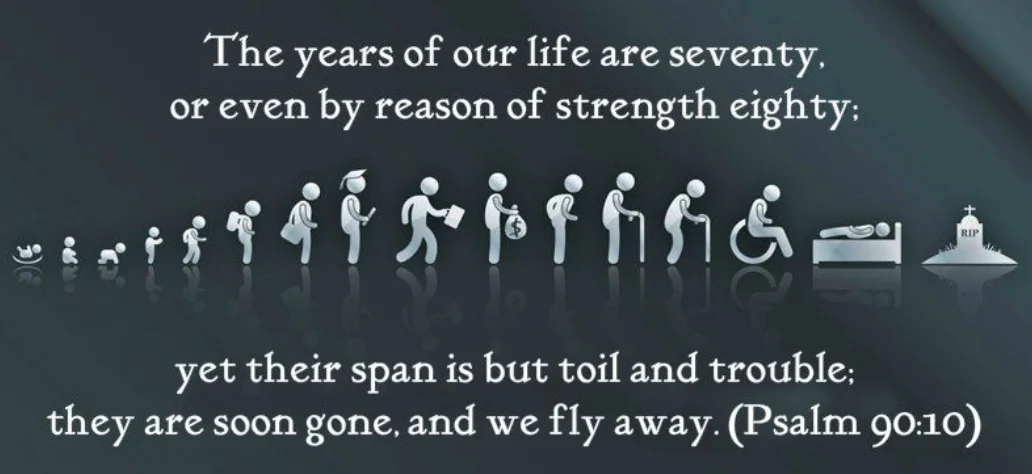 The years of our life are seventy,
or even by reason of strength eighty;
$
RIP
yet their span is but toil and trouble;
they are soon gone, and we fly away. (Psalm 90:10)